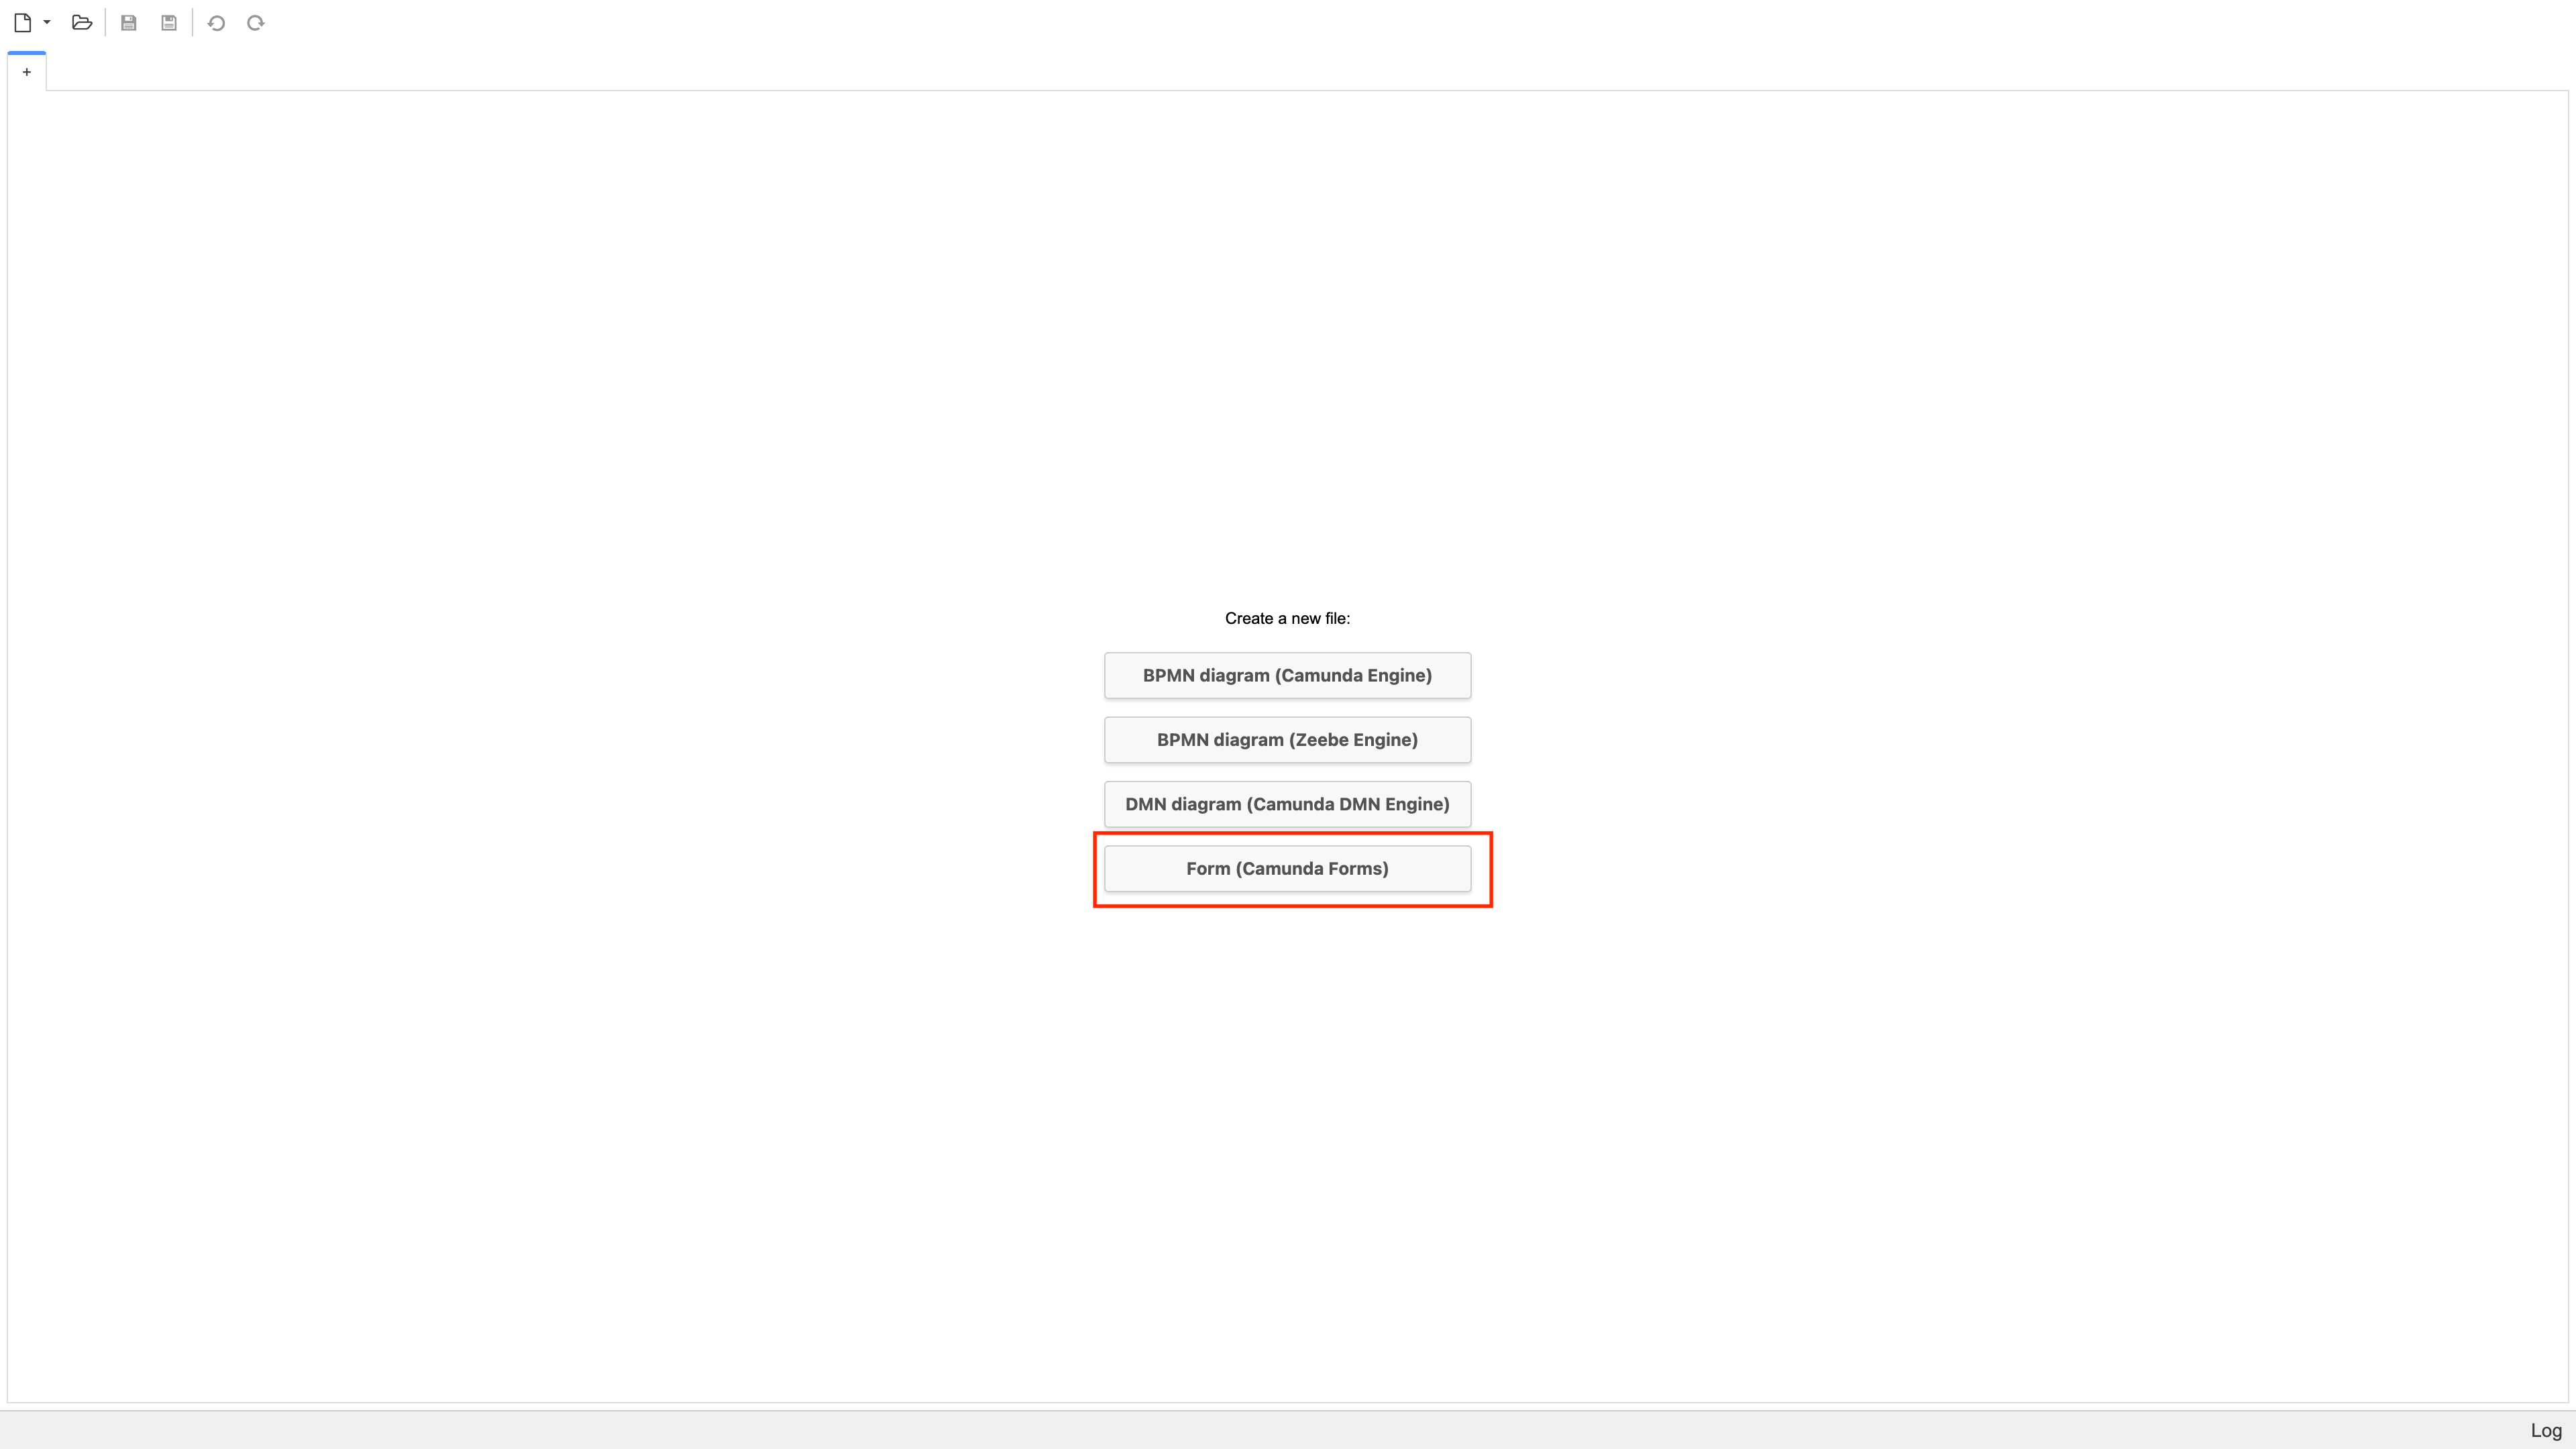 +
Create a new file:
BPMN diagram (Camunda Engine)
BPMN diagram (Zeebe Engine)
DMN diagram (Camunda DMN Engine)
Form (Camunda Forms)
Log